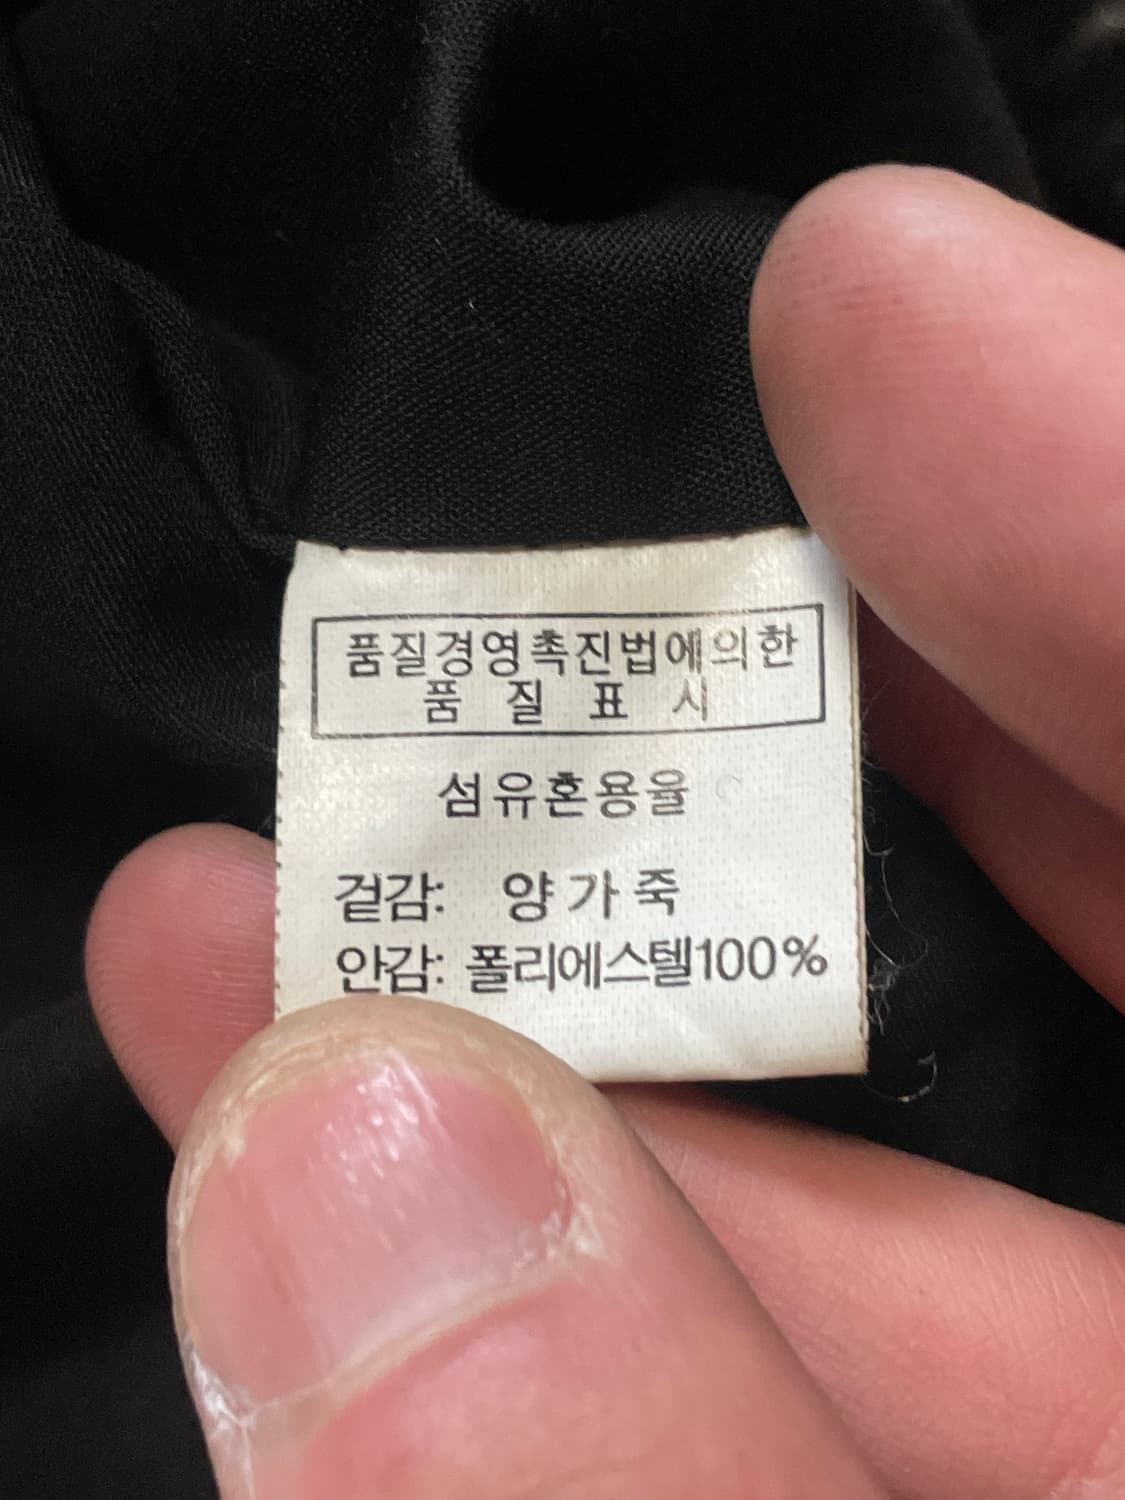 품질경영촉진법에의한
품 질 표 시
섬유혼용율
겉감: 양가죽
안감: 폴리에스텔100%